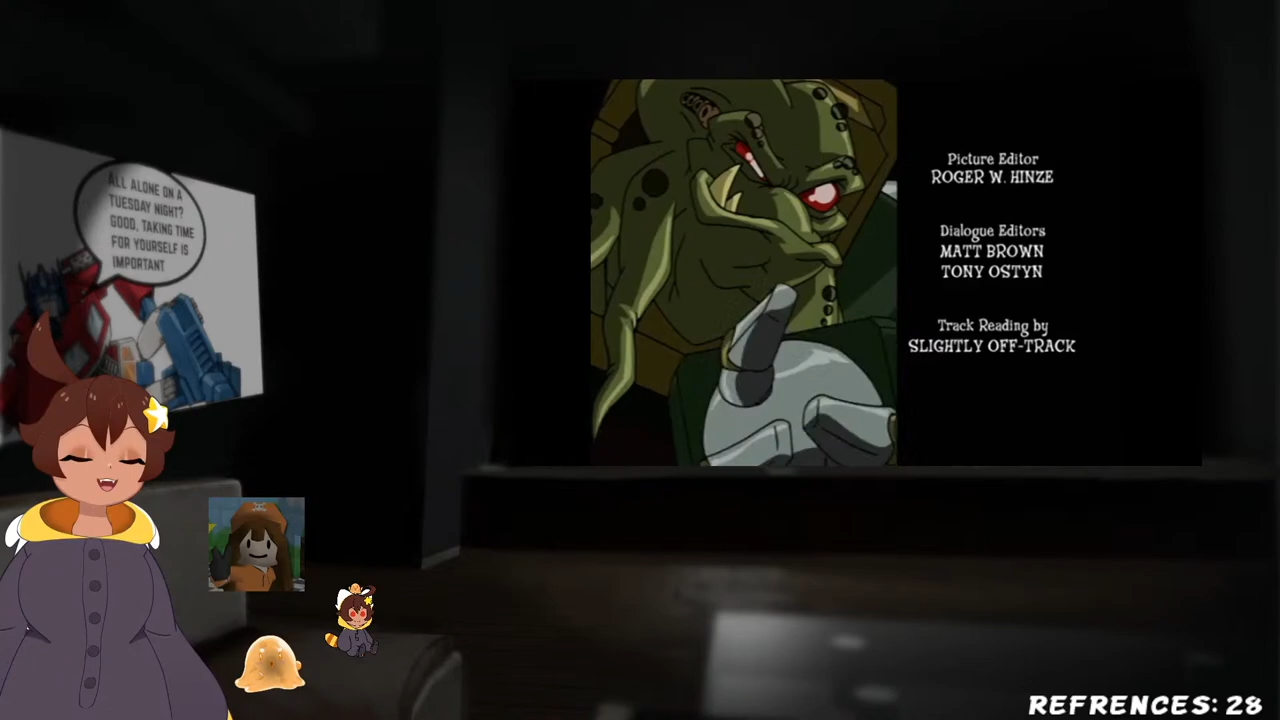 ALL ALONE ON A
TUESDAY NIGHT?
GOOD, TAKING TIME
FOR YOURSELF IS
IMPORTANT
Picture Editor
ROGER W. HINZE
Dialogue Editors
MATT BROWN
TONY OSTYN
Track Reading by
SLIGHTLY OFF-TRACK
REFRENCES: 28